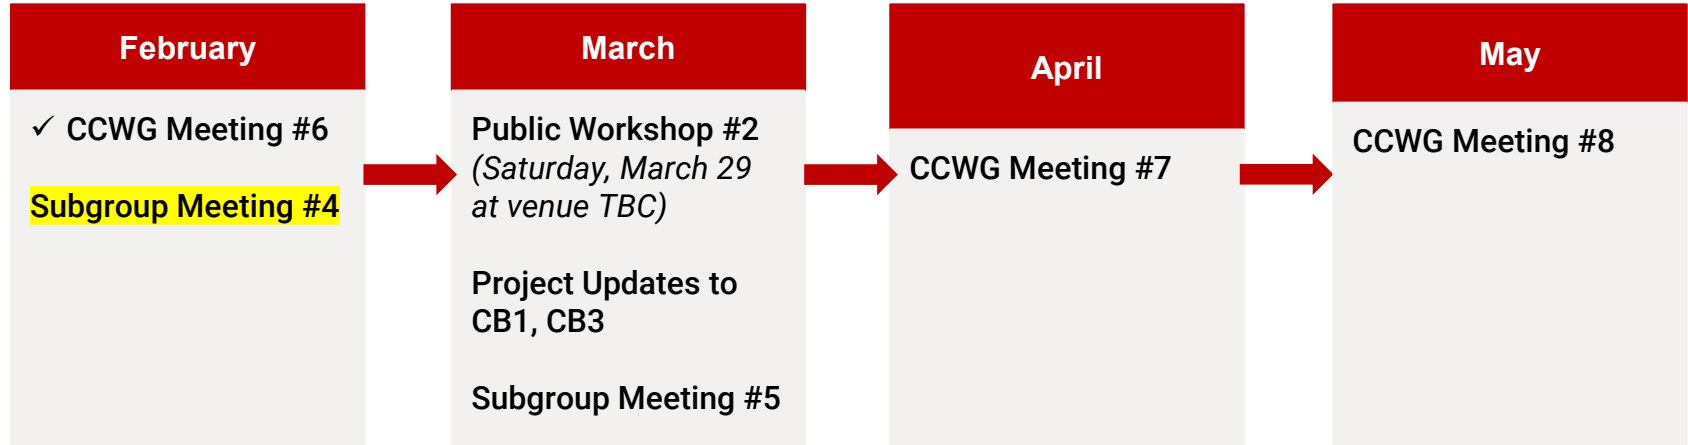 February
✓ CCWG Meeting #6
Subgroup Meeting #4
March
Public Workshop #2
(Saturday, March 29
at venue TBC)
Project Updates to
CB1, CB3
Subgroup Meeting #5
April
CCWG Meeting #7
May
CCWG Meeting #8